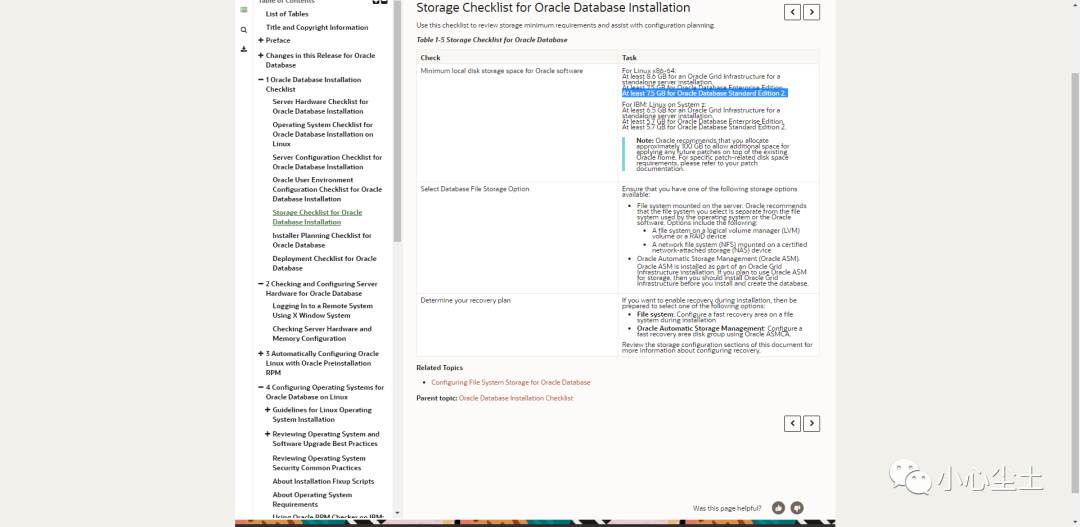 Table of Contents
List of Tables
Title and Copyright Information
Preface
Changes in this Release for Oracle
Database
1 Oracle Database Installation
Checklist
Server Hardware Checklist for
Oracle Database Installation
Operating System Checklist for
Oracle Database Installation on
Linux
Server Configuration Checklist for
Oracle Database Installation
Oracle User Environment
Configuration Checklist for Oracle
Database Installation
Storage Checklist for Oracle
Database Installation
Installer Planning Checklist for
Oracle Database
Deployment Checklist for Oracle
Database
2 Checking and Configuring Server
Hardware for Oracle Database
Logging In to a Remote System
Using X Window System
Checking Server Hardware and
Memory Configuration
3 Automatically Configuring Oracle
Linux with Oracle Preinstallation
RPM
4 Configuring Operating Systems for
Oracle Database on Linux
Guidelines for Linux Operating
System Installation
Reviewing Operating System and
Software Upgrade Best Practices
Reviewing Operating System
Security Common Practices
About Installation Fixup Scripts
About Operating System
Requirements
Using Oracle RPM Checker on IBM:
Storage Checklist for Oracle Database Installation
Use this checklist to review storage minimum requirements and assist with configuration planning.
Table 1-5 Storage Checklist for Oracle Database
Check Task
Minimum local disk storage space for Oracle software
For Linux x86-64:
At least 8.6 GB for an Oracle Grid Infrastructure for a
standalone server installation.
At least 7.5 GB for Oracle Database Enterprise Edition.
At least 7.5 GB for Oracle Database Standard Edition 2.
For IBM: Linux on System z:
At least 6.5 GB for an Oracle Grid Infrastructure for a
standalone server installation.
At least 5.7 GB for Oracle Database Enterprise Edition.
At least 5.7 GB for Oracle Database Standard Edition 2.
Note: Oracle recommends that you allocate
approximately 100 GB to allow additional space for
applying any future patches on top of the existing
Oracle home. For specific patch-related disk space
requirements, please refer to your patch
documentation.
Select Database File Storage Option
Ensure that you have one of the following storage options
available:
• File system mounted on the server. Oracle recommends
that the file system you select is separate from the file
system used by the operating system or the Oracle
software. Options include the following:
• A file system on a logical volume manager (LVM)
volume or a RAID device
• A network file system (NFS) mounted on a certified
network-attached storage (NAS) device
• Oracle Automatic Storage Management (Oracle ASM).
Oracle ASM is installed as part of an Oracle Grid
Infrastructure installation. If you plan to use Oracle ASM
for storage, then you should install Oracle Grid
Infrastructure before you install and create the database.
Determine your recovery plan
If you want to enable recovery during installation, then be
prepared to select one of the following options:
• File system: Configure a fast recovery area on a file
system during installation
• Oracle Automatic Storage Management: Configure a
fast recovery area disk group using Oracle ASMCA.
Review the storage configuration sections of this document for
more information about configuring recovery.
Related Topics
• Configuring File System Storage for Oracle Database
Parent topic: Oracle Database Installation Checklist
Was this page helpful?
小心尘土